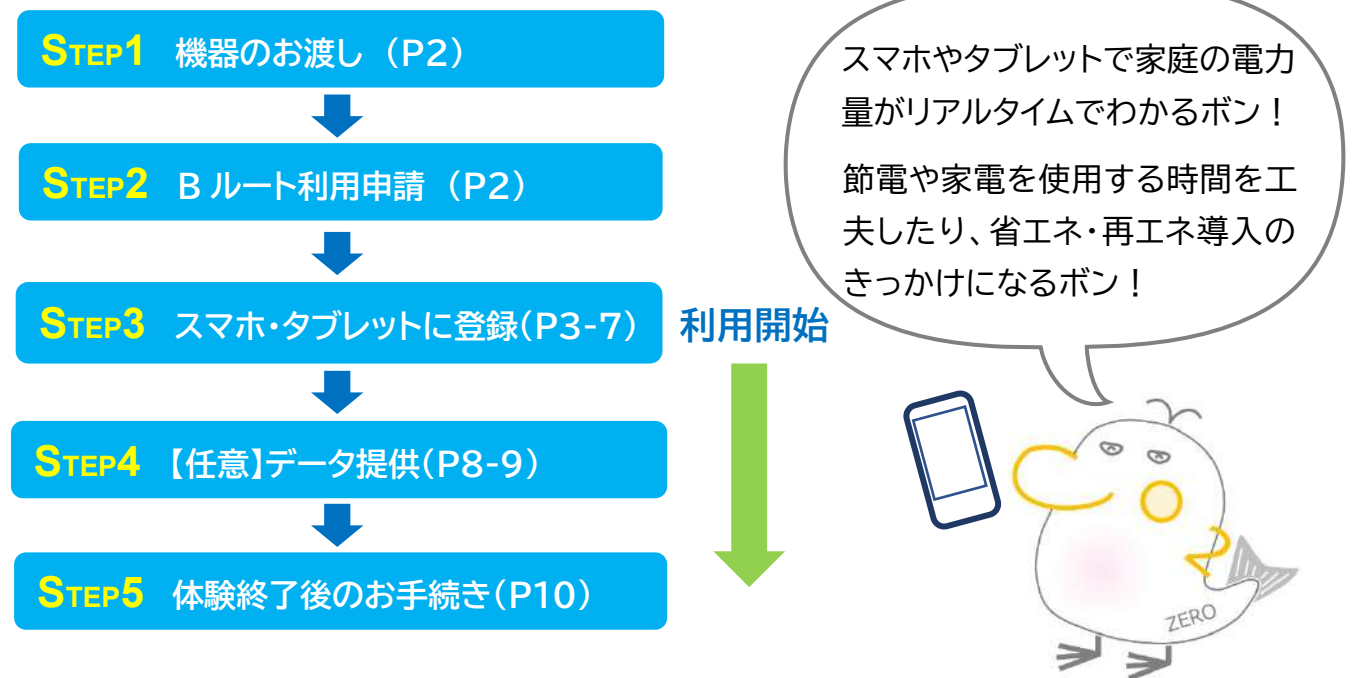 STEP1 機器のお渡し (P2)
STEP2 Bルート利用申請 (P2)
STEP3 スマホ・タブレットに登録(P3-7)
利用開始
STEP4 【任意】データ提供(P8-9)
STEP5 体験終了後のお手続き(P10)
スマホやタブレットで家庭の電力
量がリアルタイムでわかるボン！
節電や家電を使用する時間を工
夫したり、省エネ・再エネ導入の
きっかけになるボン！
ZERO